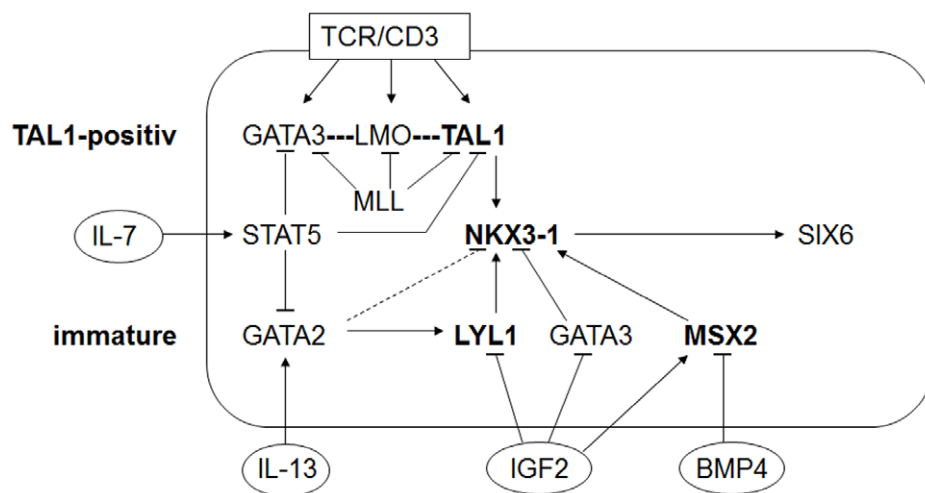 TCR/CD3
TAL1-positiv GATA3---LMO---TAL1
MLL
IL-7 STAT5 NKX3-1 SIX6
immature GATA2 LYL1 GATA3 MSX2
IL-13 IGF2 BMP4